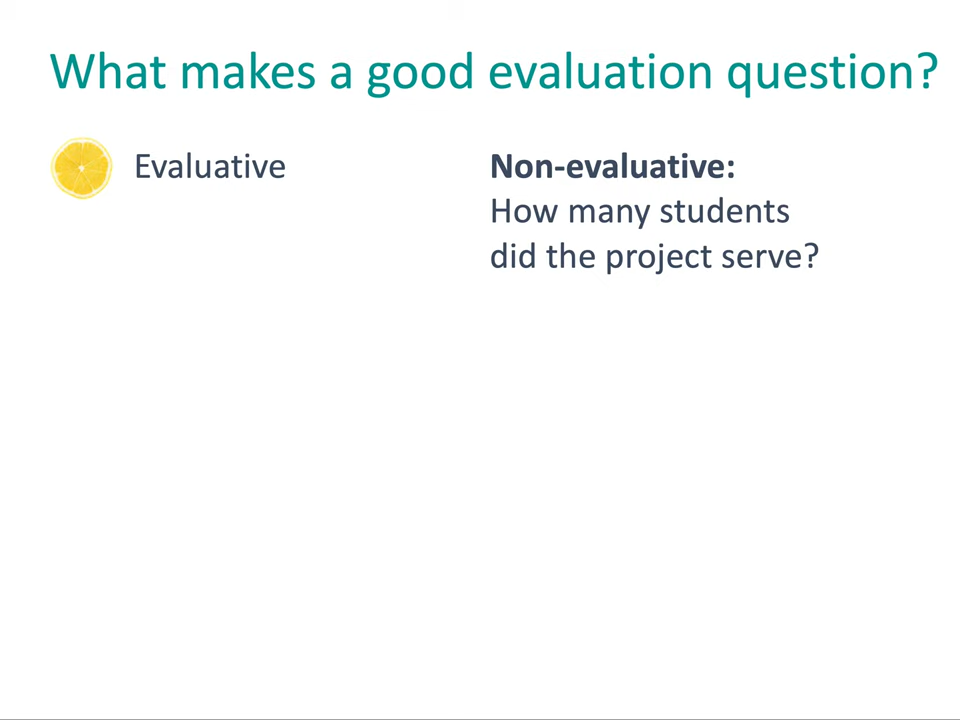 What makes a good evaluation question?
Evaluative
Non-evaluative:
How many students
did the project serve?